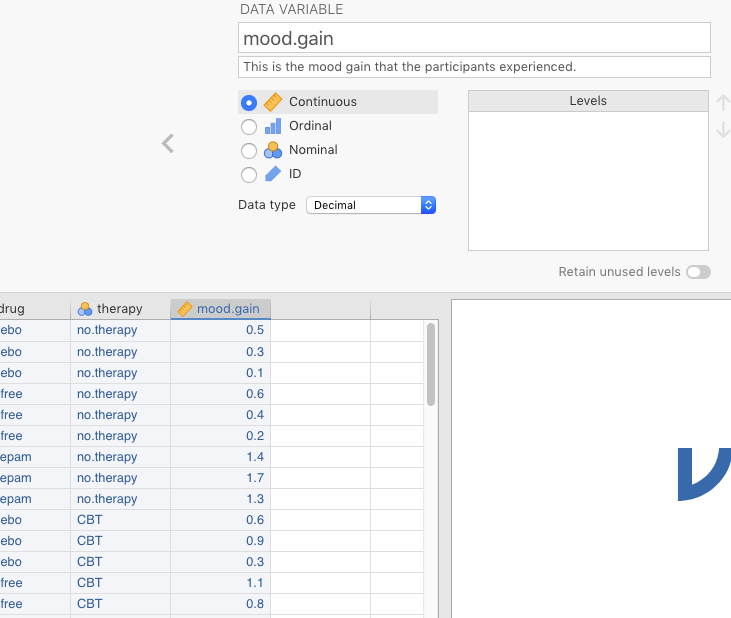 DATA VARIABLE
mood.gain
This is the mood gain that the participants experienced.
Continuous
Levels
Ordinal
Nominal
ID
Data type Decimal
Retain unused levels
drug therapy mood.gain
ebo no.therapy 0.5
ebo no.therapy 0.3
ebo no.therapy 0.1
free no.therapy 0.6
free no.therapy 0.4
free no.therapy 0.2
epam no.therapy 1.4
epam no.therapy 1.7
epam no.therapy 1.3
ebo CBT 0.6
ebo CBT 0.9
ebo CBT 0.3
free CBT 1.1
free CBT 0.8